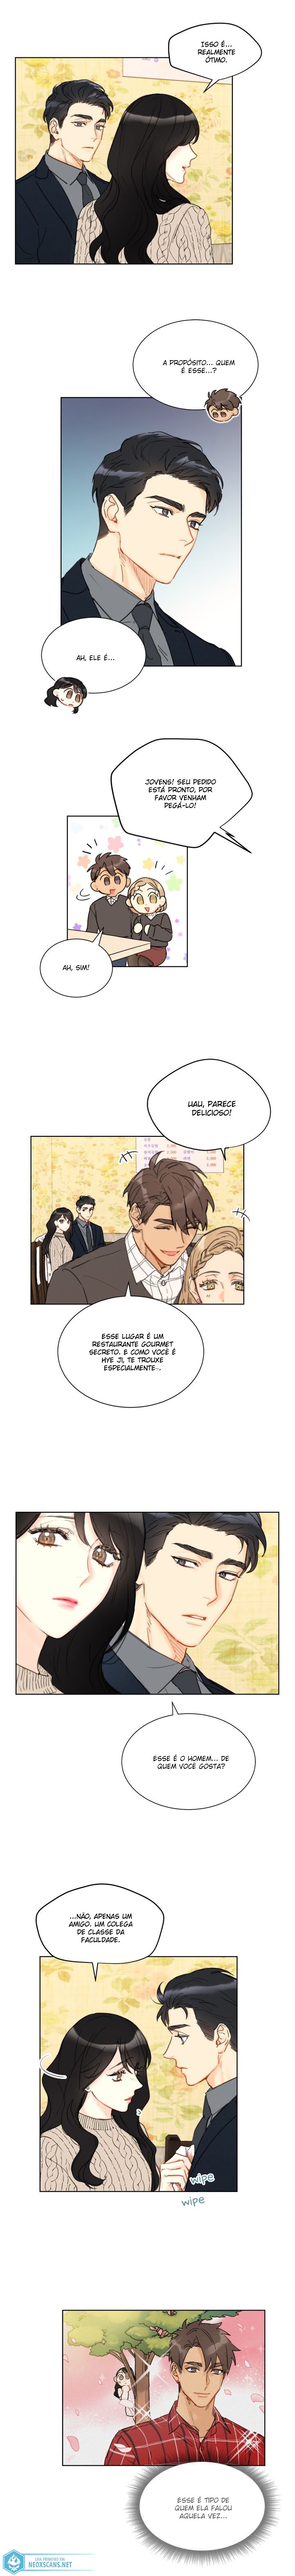 ISSO É...
REALMENTE
ÓTIMO.
A PROPÓSITO... QUEM
É ESSE...?
AH, ELE É...
JOVENS! SEU PEDIDO
ESTÁ PRONTO, POR
FAVOR VENHAM
PEGÁ-LO!
AH, SIM!
UAU, PARECE
DELICIOSO!
ESSE LUGAR É UM
RESTAURANTE GOURMET
SECRETO. E COMO VOCÊ É
HYE JI, TE TROUXE
ESPECIALMENTE~.
ESSE É O HOMEM... DE
QUEM VOCÊ GOSTA?
...NÃO, APENAS UM
AMIGO. UM COLEGA
DE CLASSE DA
FACULDADE.
wipe
wipe
ESSE É TIPO DE
QUEM ELA FALOU
AQUELA VEZ...
LEIA PRIMEIRO EM
NEOXSCANS.NET